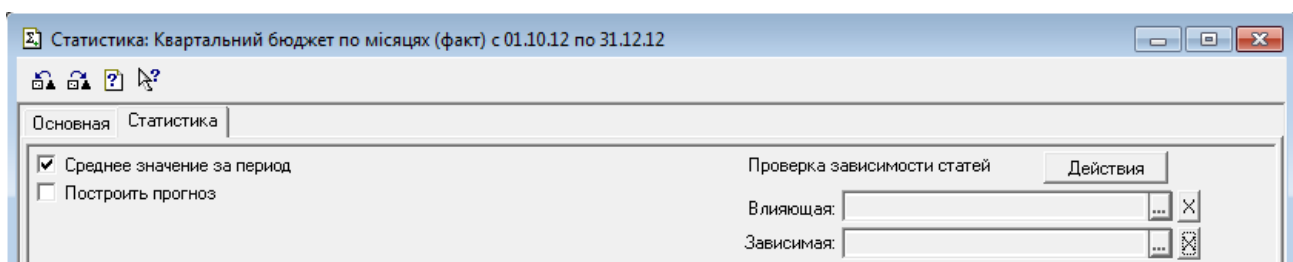 Статистика: Квартальний бюджет по місяцях (факт) с 01.10.12 по 31.12.12
Основная Статистика
Среднее значение за период
Проверка зависимости статей Действия
Построить прогноз
Влияющая: ... X
Зависимая: ... X